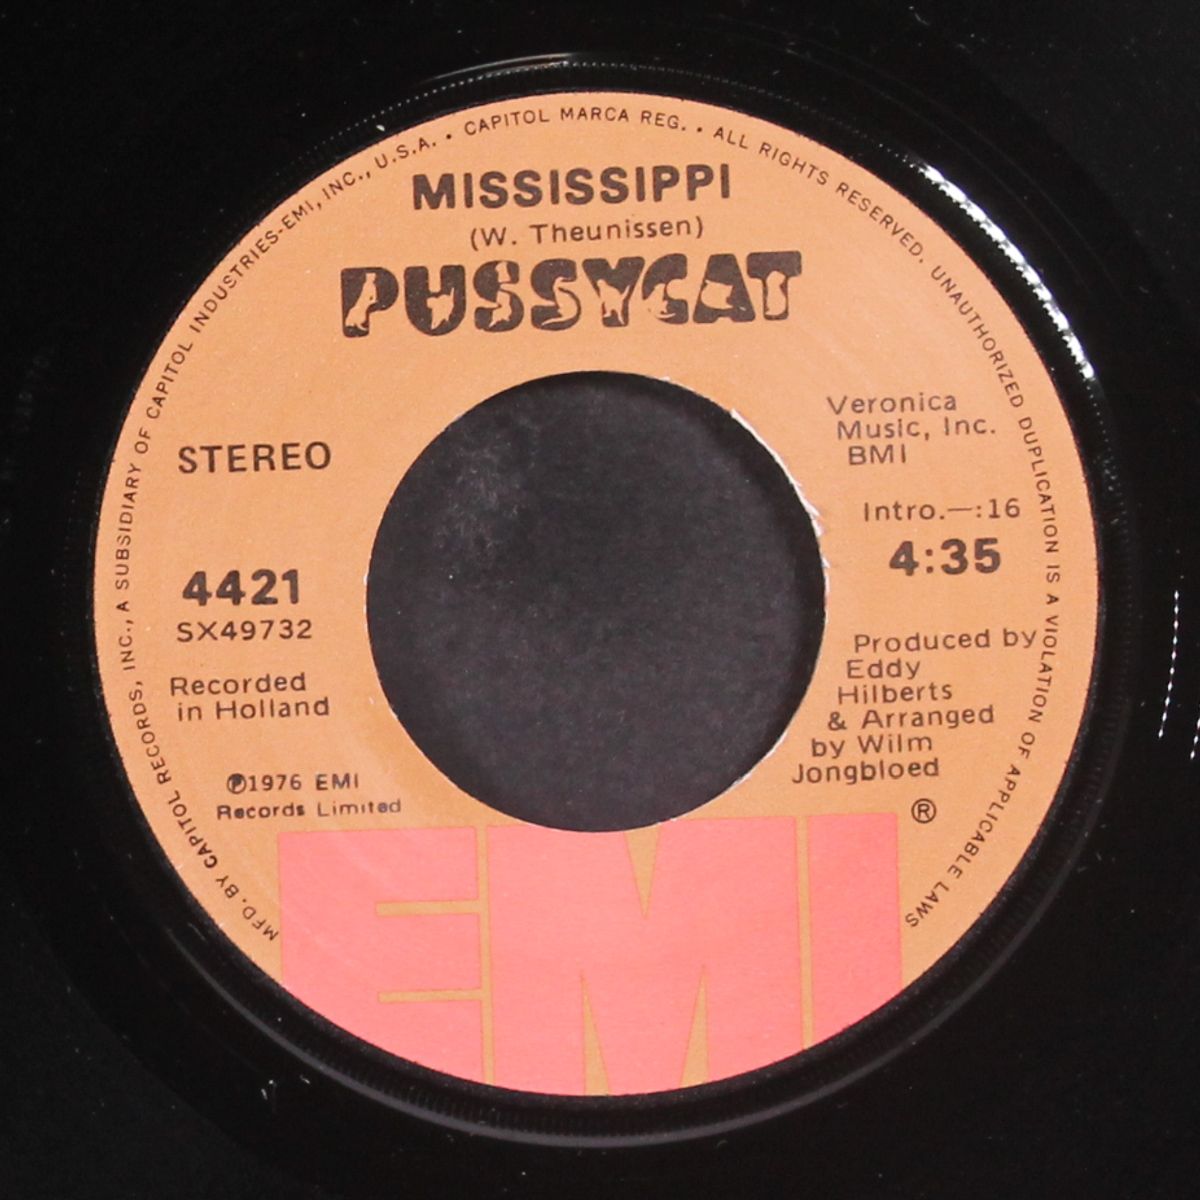 MFD. BY CAPITOL RECORDS, INC., A SUBSIDIARY OF CAPITOL INDUSTRIES-EMI, INC., U.S.A. • CAPITOL MARCA REG. • ALL RIGHTS RESERVED. UNAUTHORIZED DUPLICATION IS A VIOLATION OF APPLICABLE LAWS
MISSISSIPPI
(W. Theunissen)
PUSSYCAT
STEREO
4421
SX49732
Recorded
in Holland
℗1976 EMI
Records Limited
Veronica
Music, Inc.
BMI
Intro.—:16
4:35
Produced by
Eddy
Hilberts
& Arranged
by Wilm
Jongbloed
®
EMI